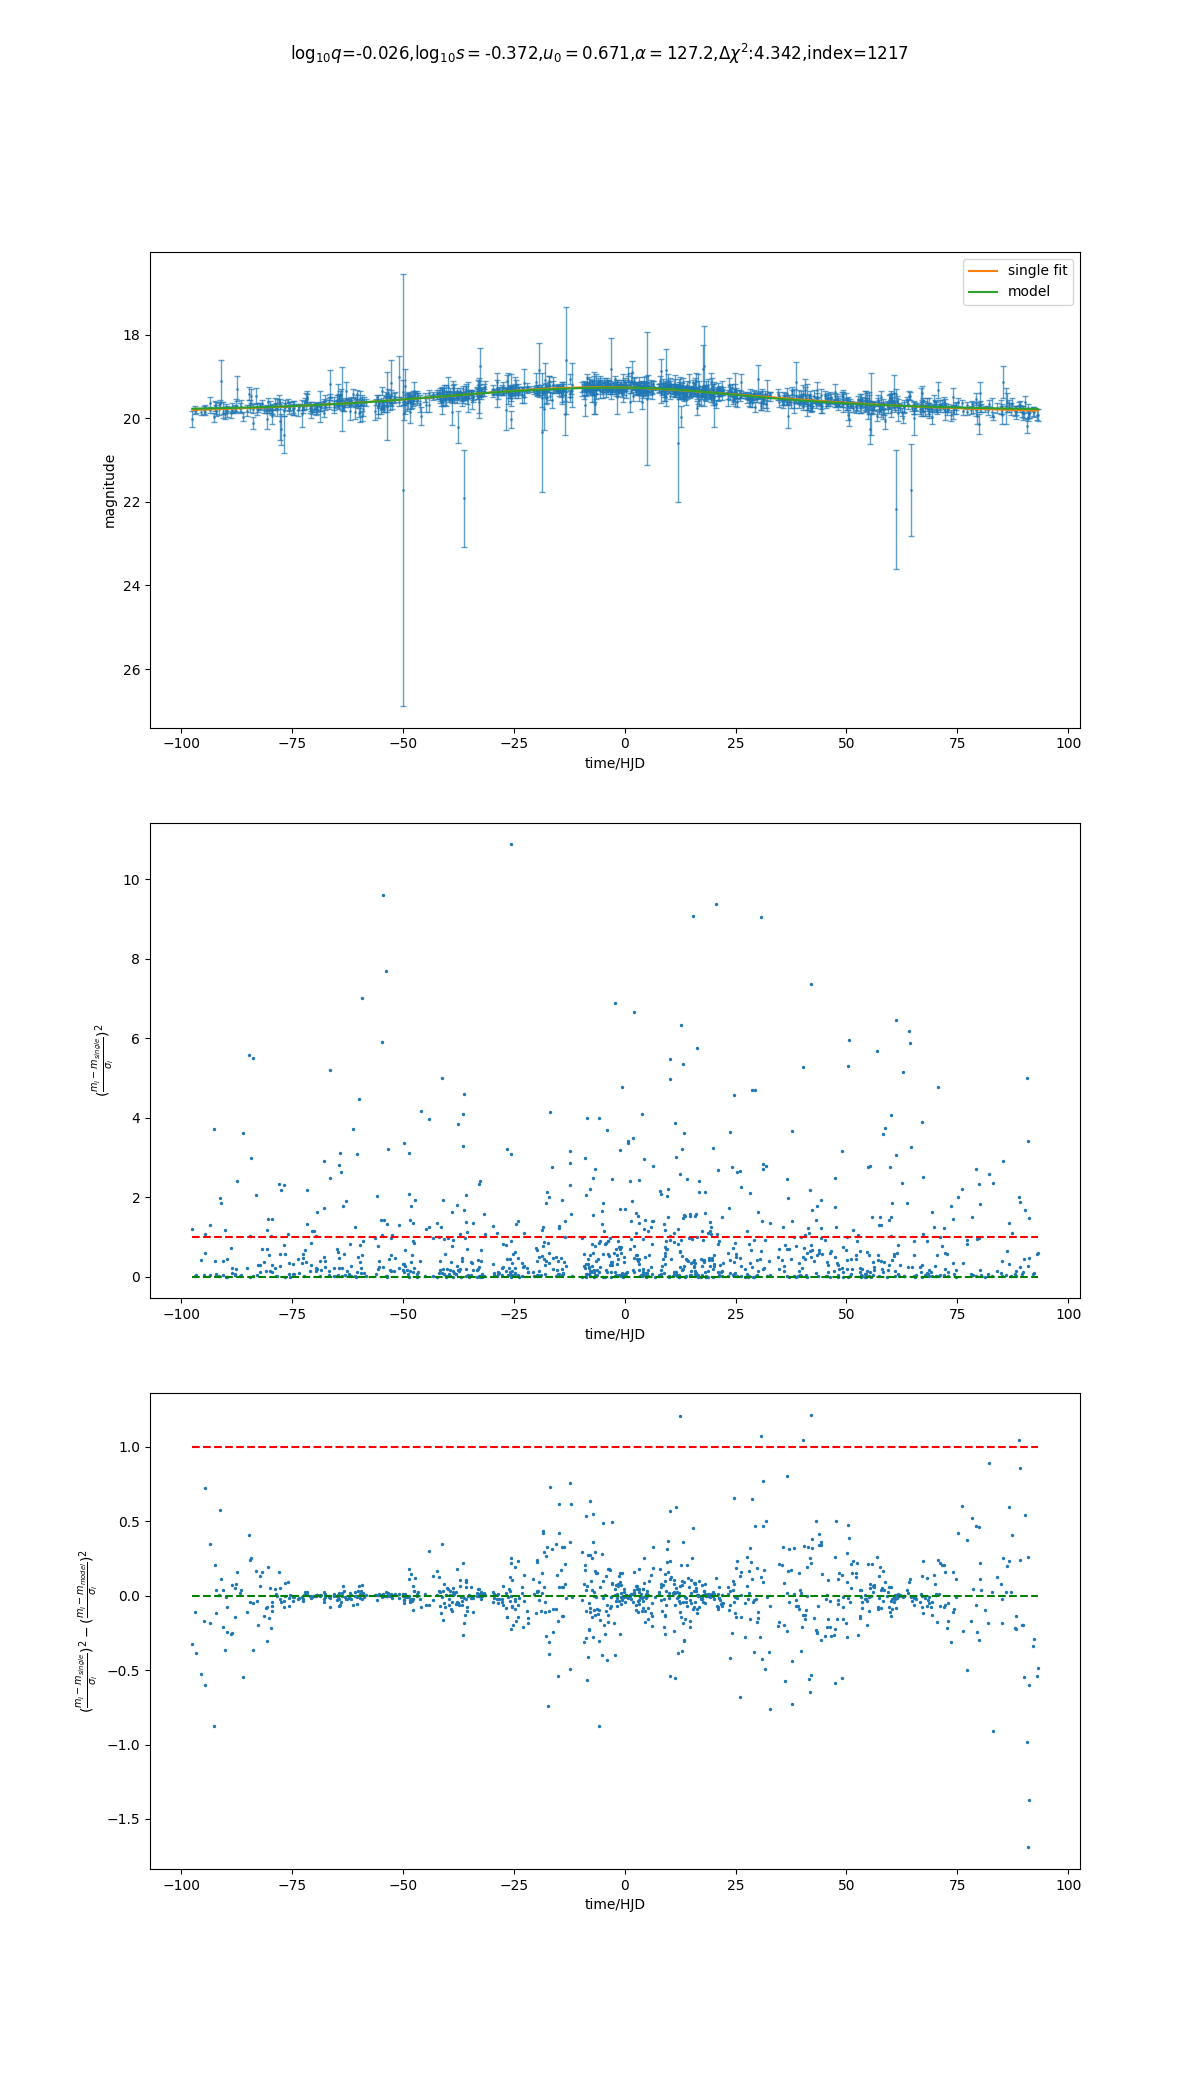 log₁₀q=-0.026,log₁₀s = -0.372,u₀ = 0.671,α = 127.2,Δχ²:4.342,index=1217
single fit
model
18
20
22
24
26
magnitude
−100 −75 −50 −25 0 25 50 75 100
time/HJD
10
8
6
4
2
0
(mᵢ − m_single / σᵢ)²
−100 −75 −50 −25 0 25 50 75 100
time/HJD
1.0
0.5
0.0
−0.5
−1.0
−1.5
(mᵢ − m_single / σᵢ)² − (mᵢ − m_model / σᵢ)²
−100 −75 −50 −25 0 25 50 75 100
time/HJD